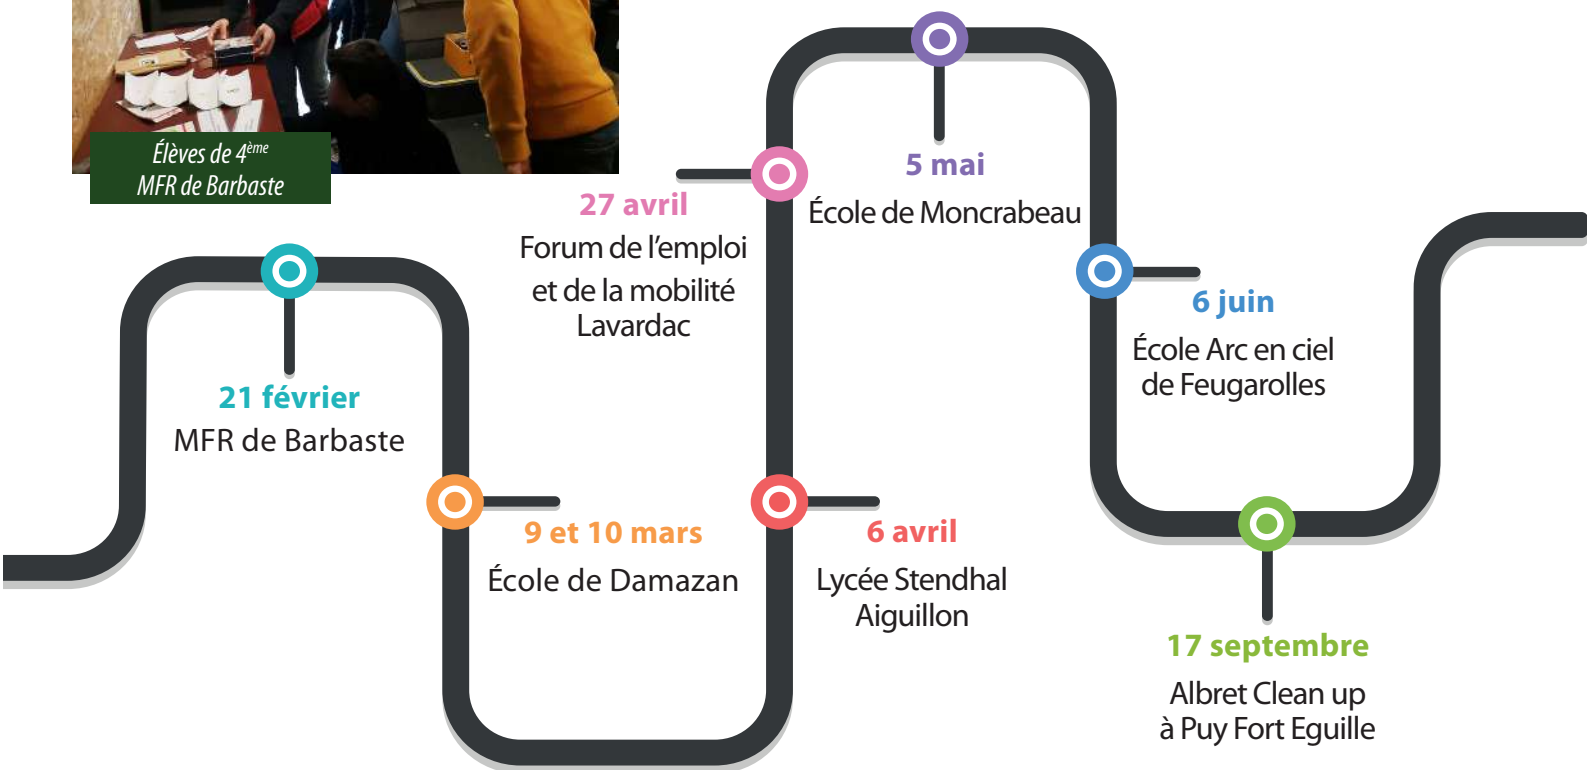 Élèves de 4ème
MFR de Barbaste
21 février
MFR de Barbaste
9 et 10 mars
École de Damazan
6 avril
Lycée Stendhal
Aiguillon
27 avril
Forum de l’emploi
et de la mobilité
Lavardac
5 mai
École de Moncrabeau
6 juin
École Arc en ciel
de Feugarolles
17 septembre
Albret Clean up
à Puy Fort Eguille